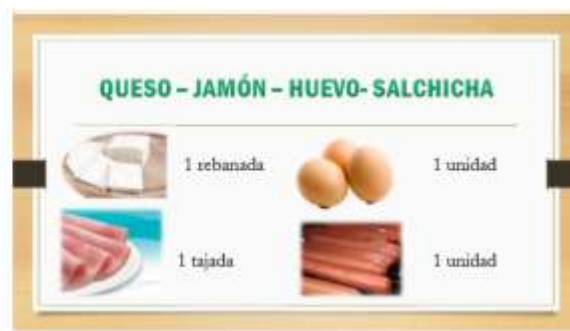 QUESO – JAMÓN – HUEVO- SALCHICHA
1 rebanada
1 unidad
1 tajada
1 unidad